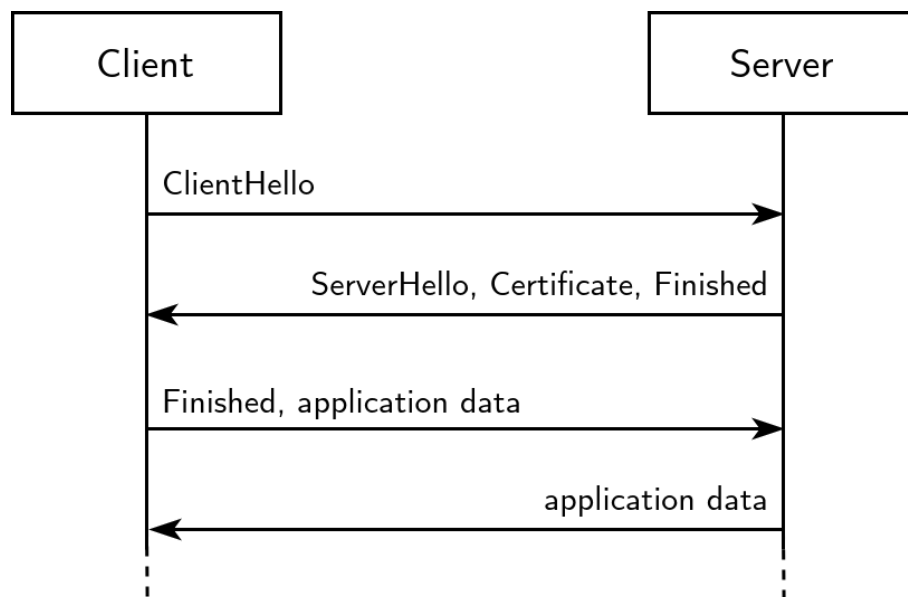 Client
Server
ClientHello
ServerHello, Certificate, Finished
Finished, application data
application data